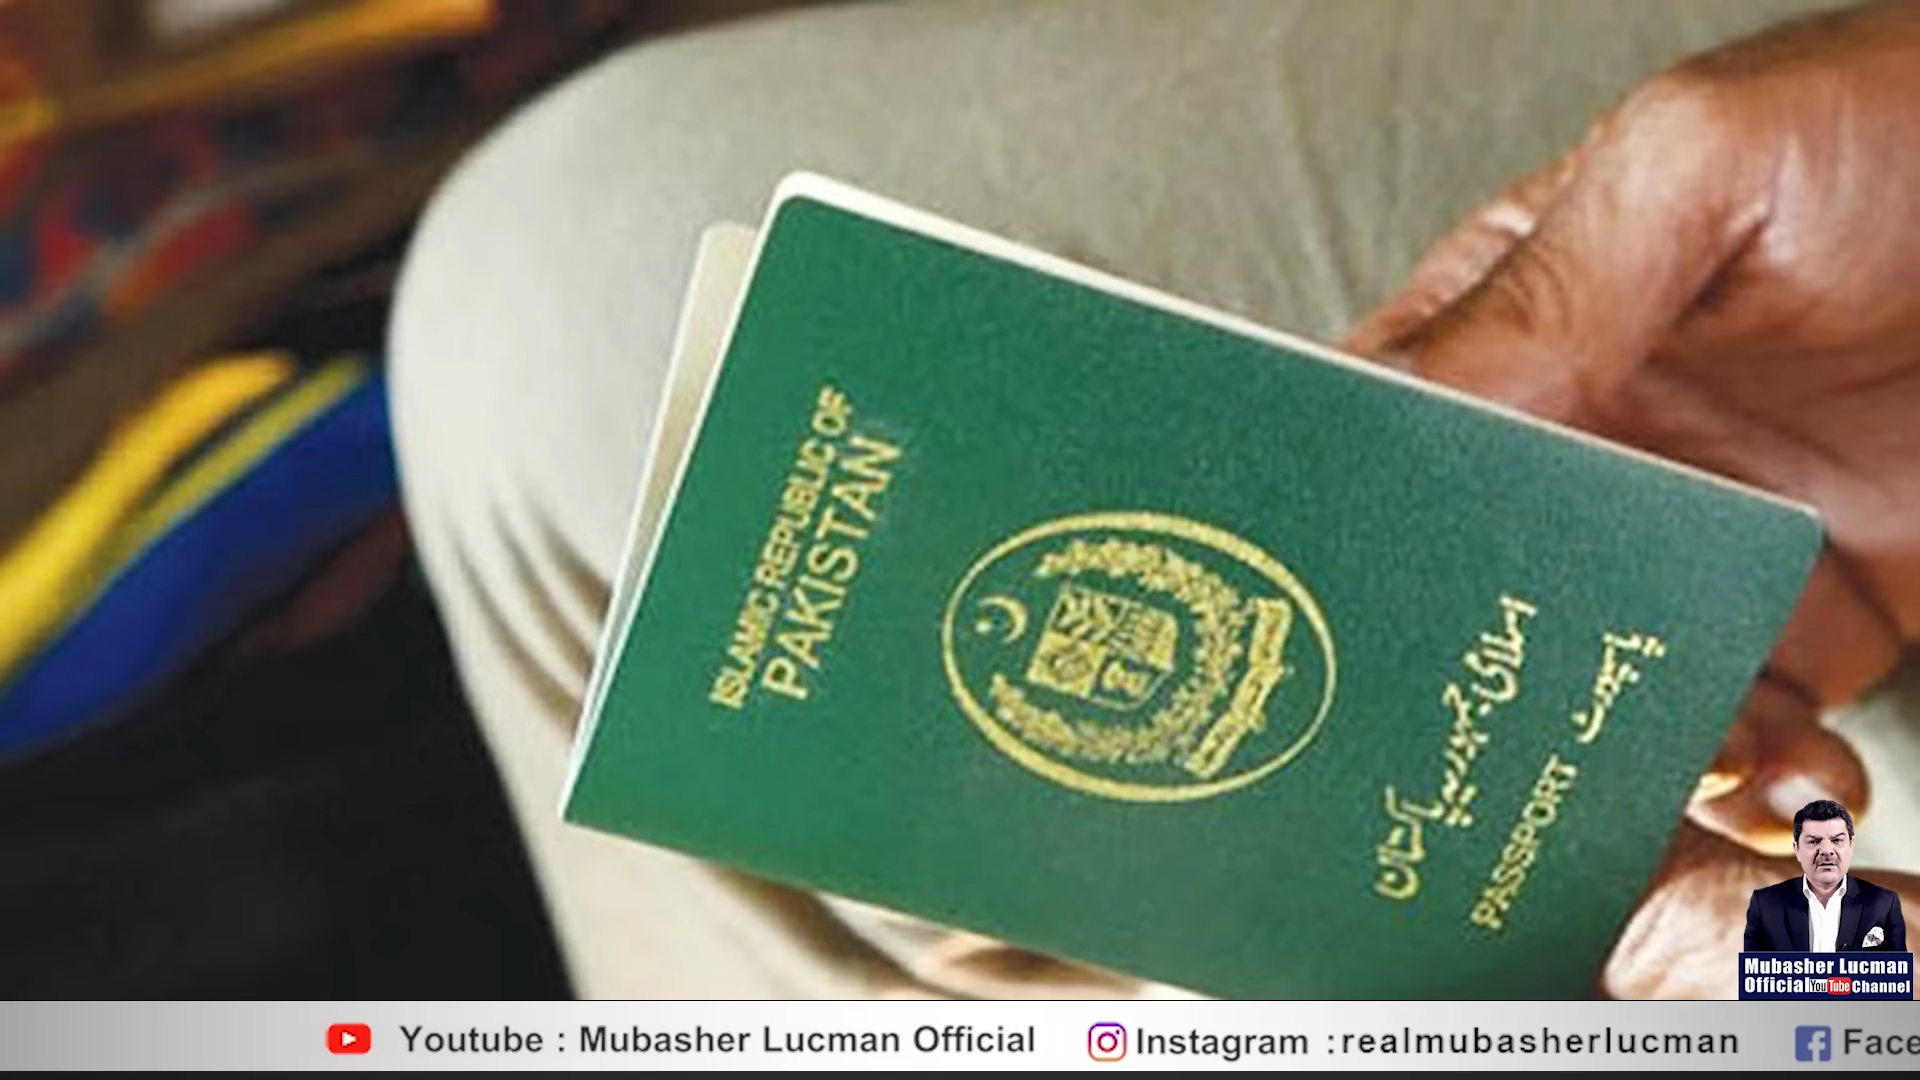 ISLAMIC REPUBLIC OF
PAKISTAN
اسلامی جمہوریہ پاکستان
PASSPORT پاسپورٹ
Mubasher Lucman
Official YouTube Channel
Youtube : Mubasher Lucman Official
Instagram :realmubasherlucman
Face